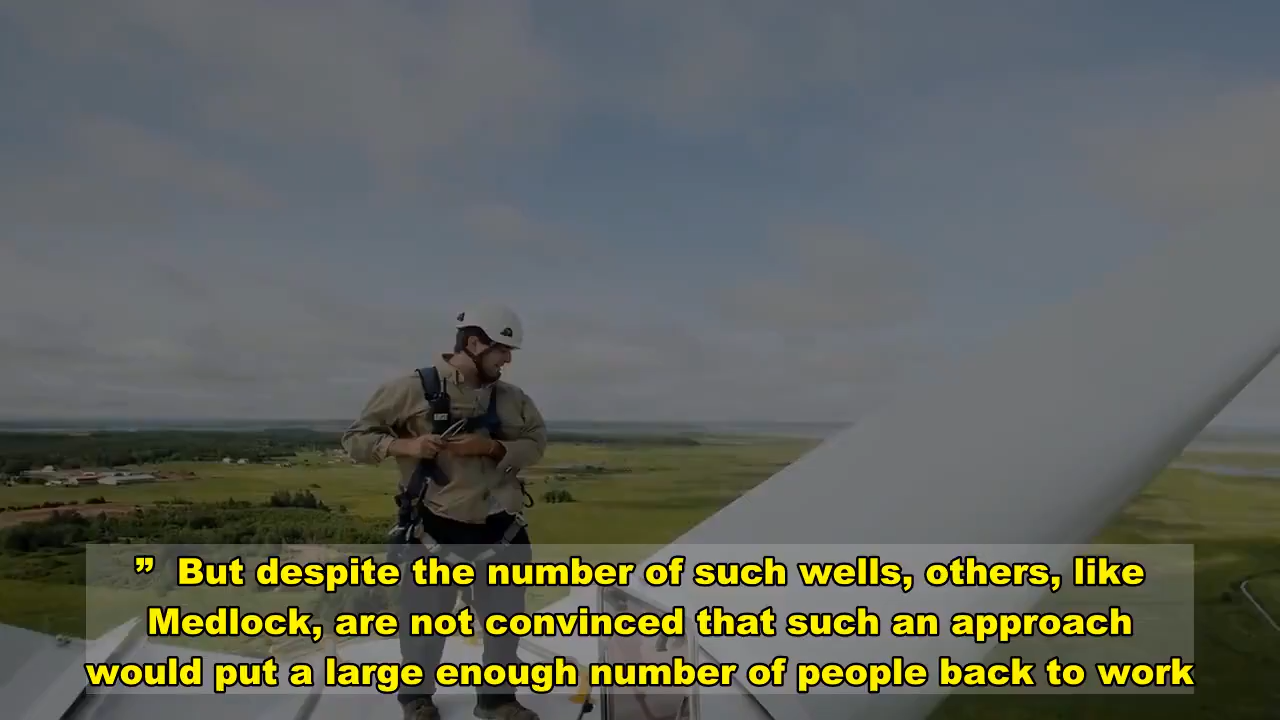 ”  But despite the number of such wells, others, like
Medlock, are not convinced that such an approach
would put a large enough number of people back to work